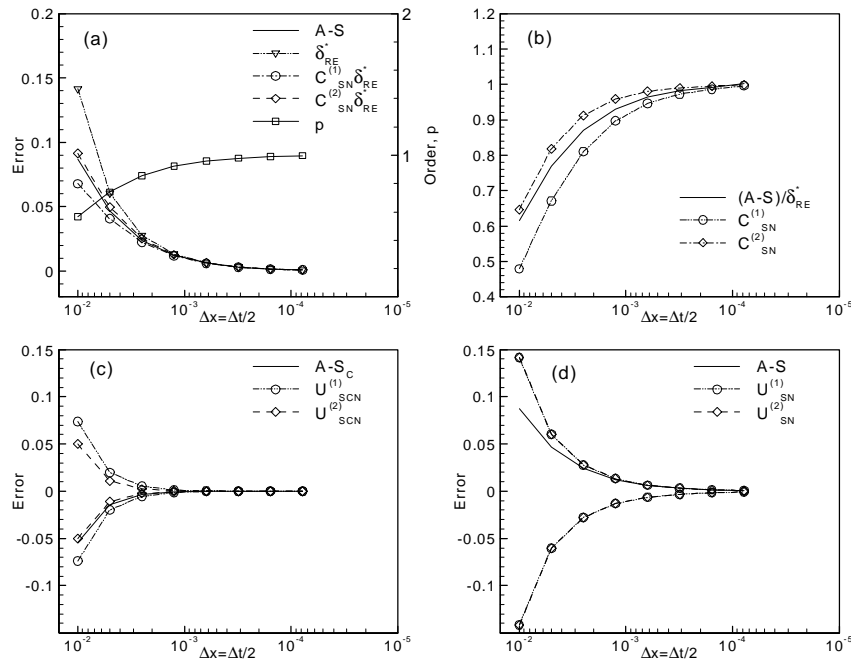 (a)
A-S
δ*RE
C(1)SNδ*RE
C(2)SNδ*RE
p
Error
0.2
0.15
0.1
0.05
0
Order, p
2
1
10-2
10-3
10-4
10-5
Δx=Δt/2
(b)
1.2
1.1
1
0.9
0.8
0.7
0.6
0.5
0.4
(A-S)/δ*RE
C(1)SN
C(2)SN
10-2
10-3
10-4
10-5
Δx=Δt/2
(c)
A-SC
U(1)SCN
U(2)SCN
Error
0.15
0.1
0.05
0
-0.05
-0.1
10-2
10-3
10-4
10-5
Δx=Δt/2
(d)
A-S
U(1)SN
U(2)SN
Error
0.15
0.1
0.05
0
-0.05
-0.1
10-2
10-3
10-4
10-5
Δx=Δt/2